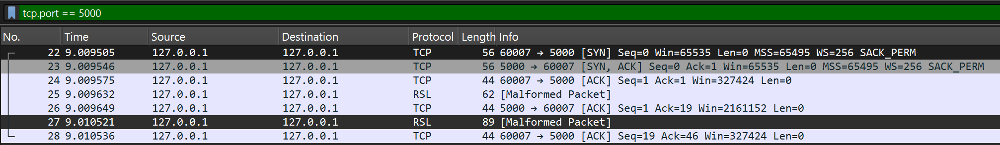 tcp.port == 5000
No. Time Source Destination Protocol Length Info
22 9.009505 127.0.0.1 127.0.0.1 TCP 56 60007 → 5000 [SYN] Seq=0 Win=65535 Len=0 MSS=65495 WS=256 SACK_PERM
23 9.009546 127.0.0.1 127.0.0.1 TCP 56 5000 → 60007 [SYN, ACK] Seq=0 Ack=1 Win=65535 Len=0 MSS=65495 WS=256 SACK_PERM
24 9.009575 127.0.0.1 127.0.0.1 TCP 44 60007 → 5000 [ACK] Seq=1 Ack=1 Win=327424 Len=0
25 9.009632 127.0.0.1 127.0.0.1 RSL 62 [Malformed Packet]
26 9.009649 127.0.0.1 127.0.0.1 TCP 44 5000 → 60007 [ACK] Seq=1 Ack=19 Win=2161152 Len=0
27 9.010521 127.0.0.1 127.0.0.1 RSL 89 [Malformed Packet]
28 9.010536 127.0.0.1 127.0.0.1 TCP 44 60007 → 5000 [ACK] Seq=19 Ack=46 Win=327424 Len=0